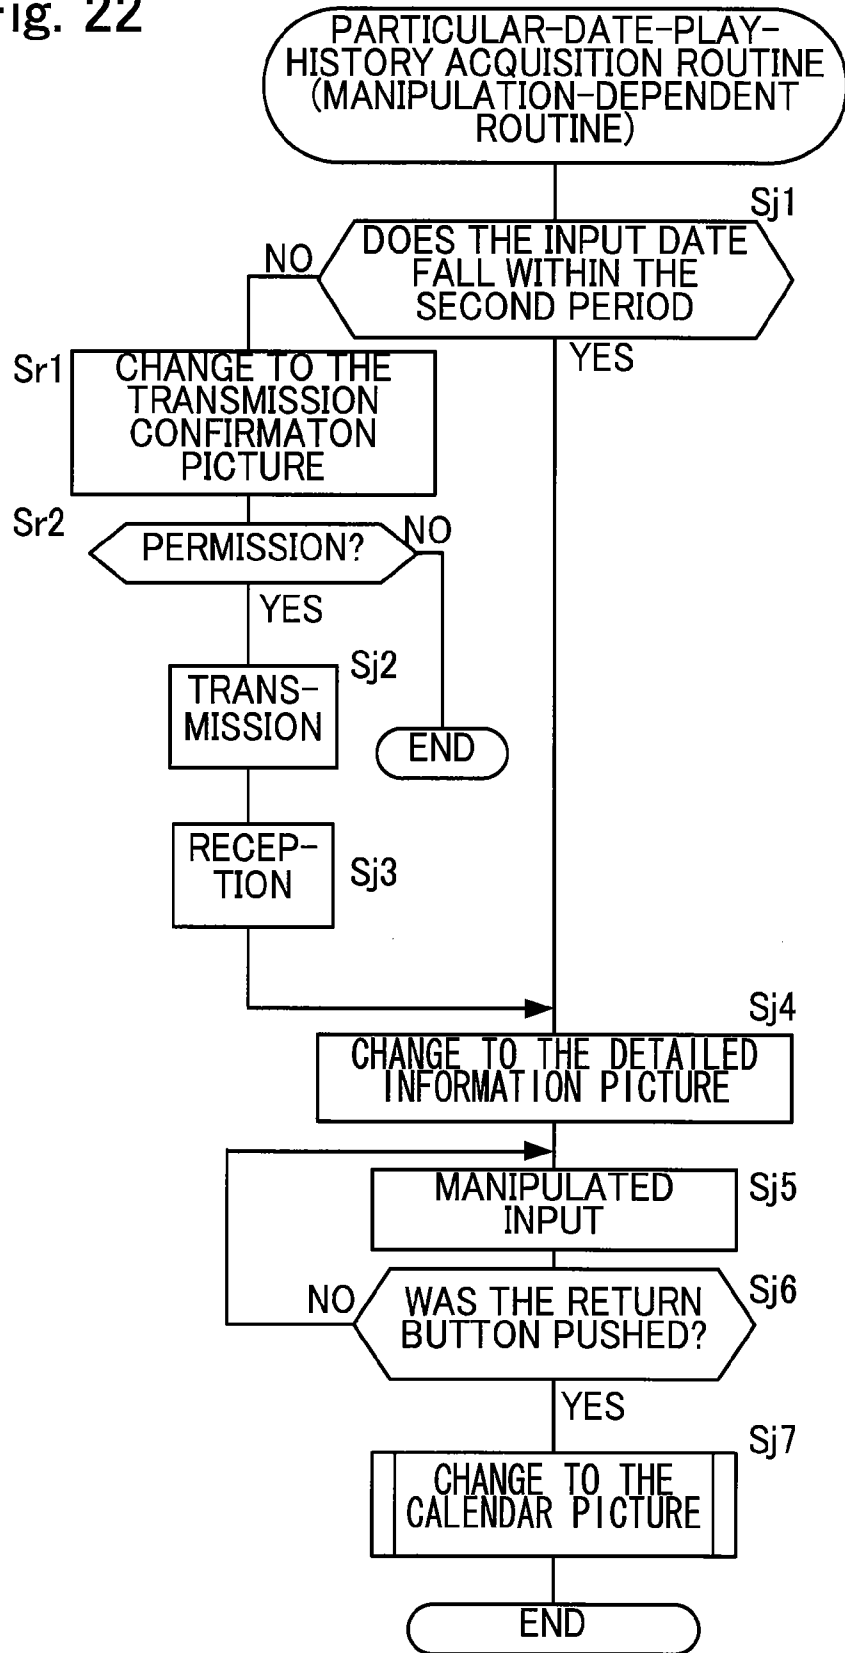 Fig. 22
PARTICULAR-DATE-PLAY-
HISTORY ACQUISITION ROUTINE
(MANIPULATION-DEPENDENT
ROUTINE)
Sj1
DOES THE INPUT DATE
FALL WITHIN THE
SECOND PERIOD
NO
YES
Sr1
CHANGE TO THE
TRANSMISSION
CONFIRMATON
PICTURE
Sr2
PERMISSION?
NO
YES
Sj2
TRANS-
MISSION
END
RECEP-
TION
Sj3
Sj4
CHANGE TO THE DETAILED
INFORMATION PICTURE
MANIPULATED
INPUT
Sj5
Sj6
NO
WAS THE RETURN
BUTTON PUSHED?
YES
Sj7
CHANGE TO THE
CALENDAR PICTURE
END